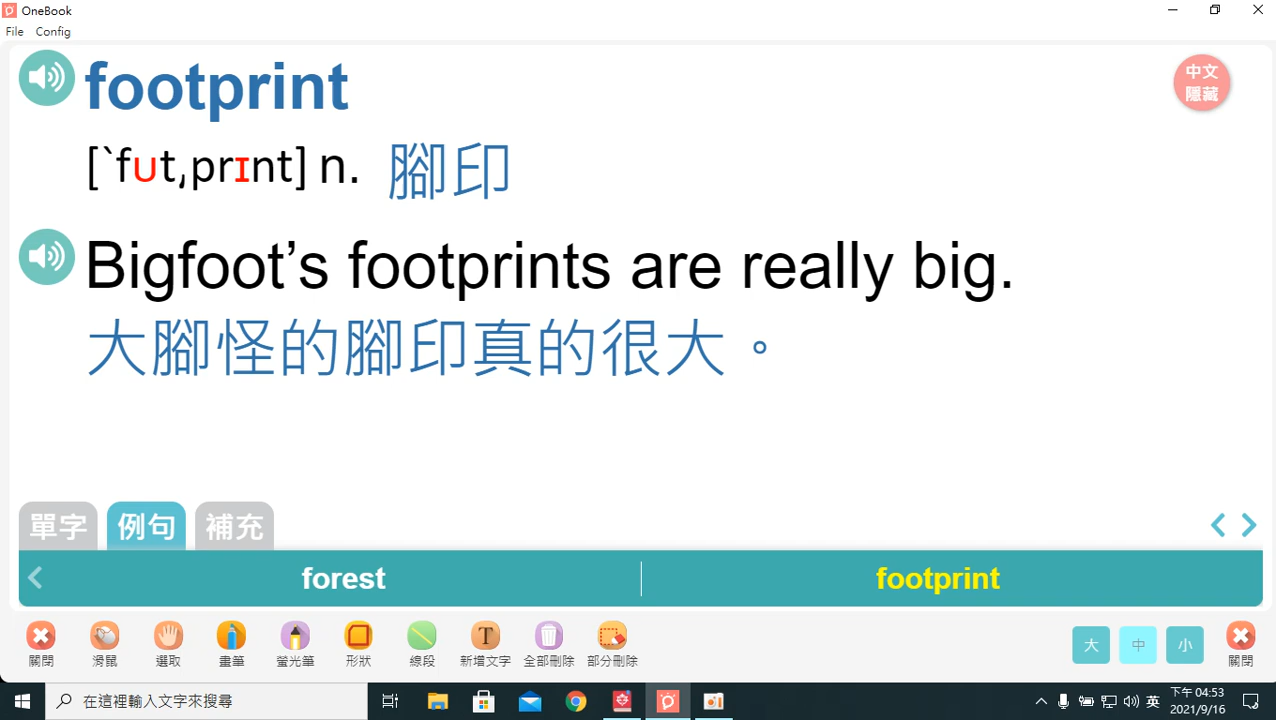 OneBook
File Config
footprint
中文
隱藏
[ˋfʊt,prɪnt] n. 腳印
Bigfoot’s footprints are really big.
大腳怪的腳印真的很大。
單字 例句 補充
forest footprint
關閉 滑鼠 選取 畫筆 螢光筆 形狀 線段 新增文字 全部刪除 部分刪除 大 中 小 關閉
在這裡輸入文字來搜尋
英
下午 04:53
2021/9/16